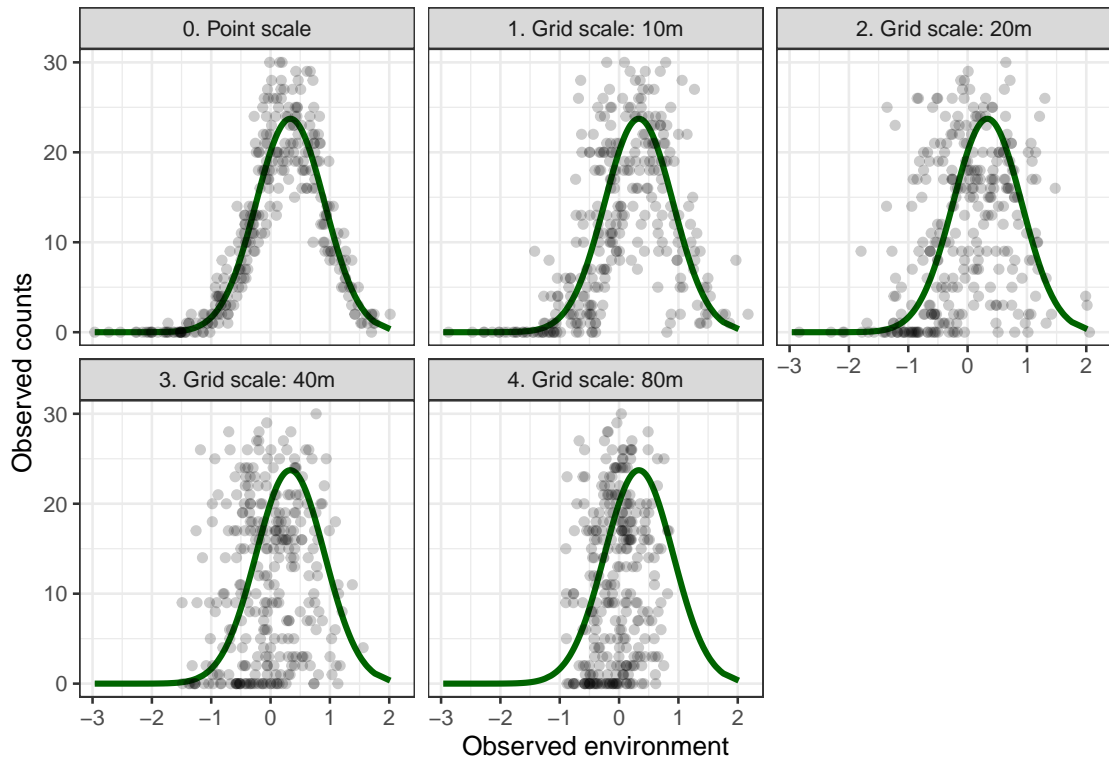 0. Point scale
1. Grid scale: 10m
2. Grid scale: 20m
30
20
10
0
−3 −2 −1 0 1 2
3. Grid scale: 40m
4. Grid scale: 80m
30
20
10
0
−3 −2 −1 0 1 2
−3 −2 −1 0 1 2
Observed counts
Observed environment